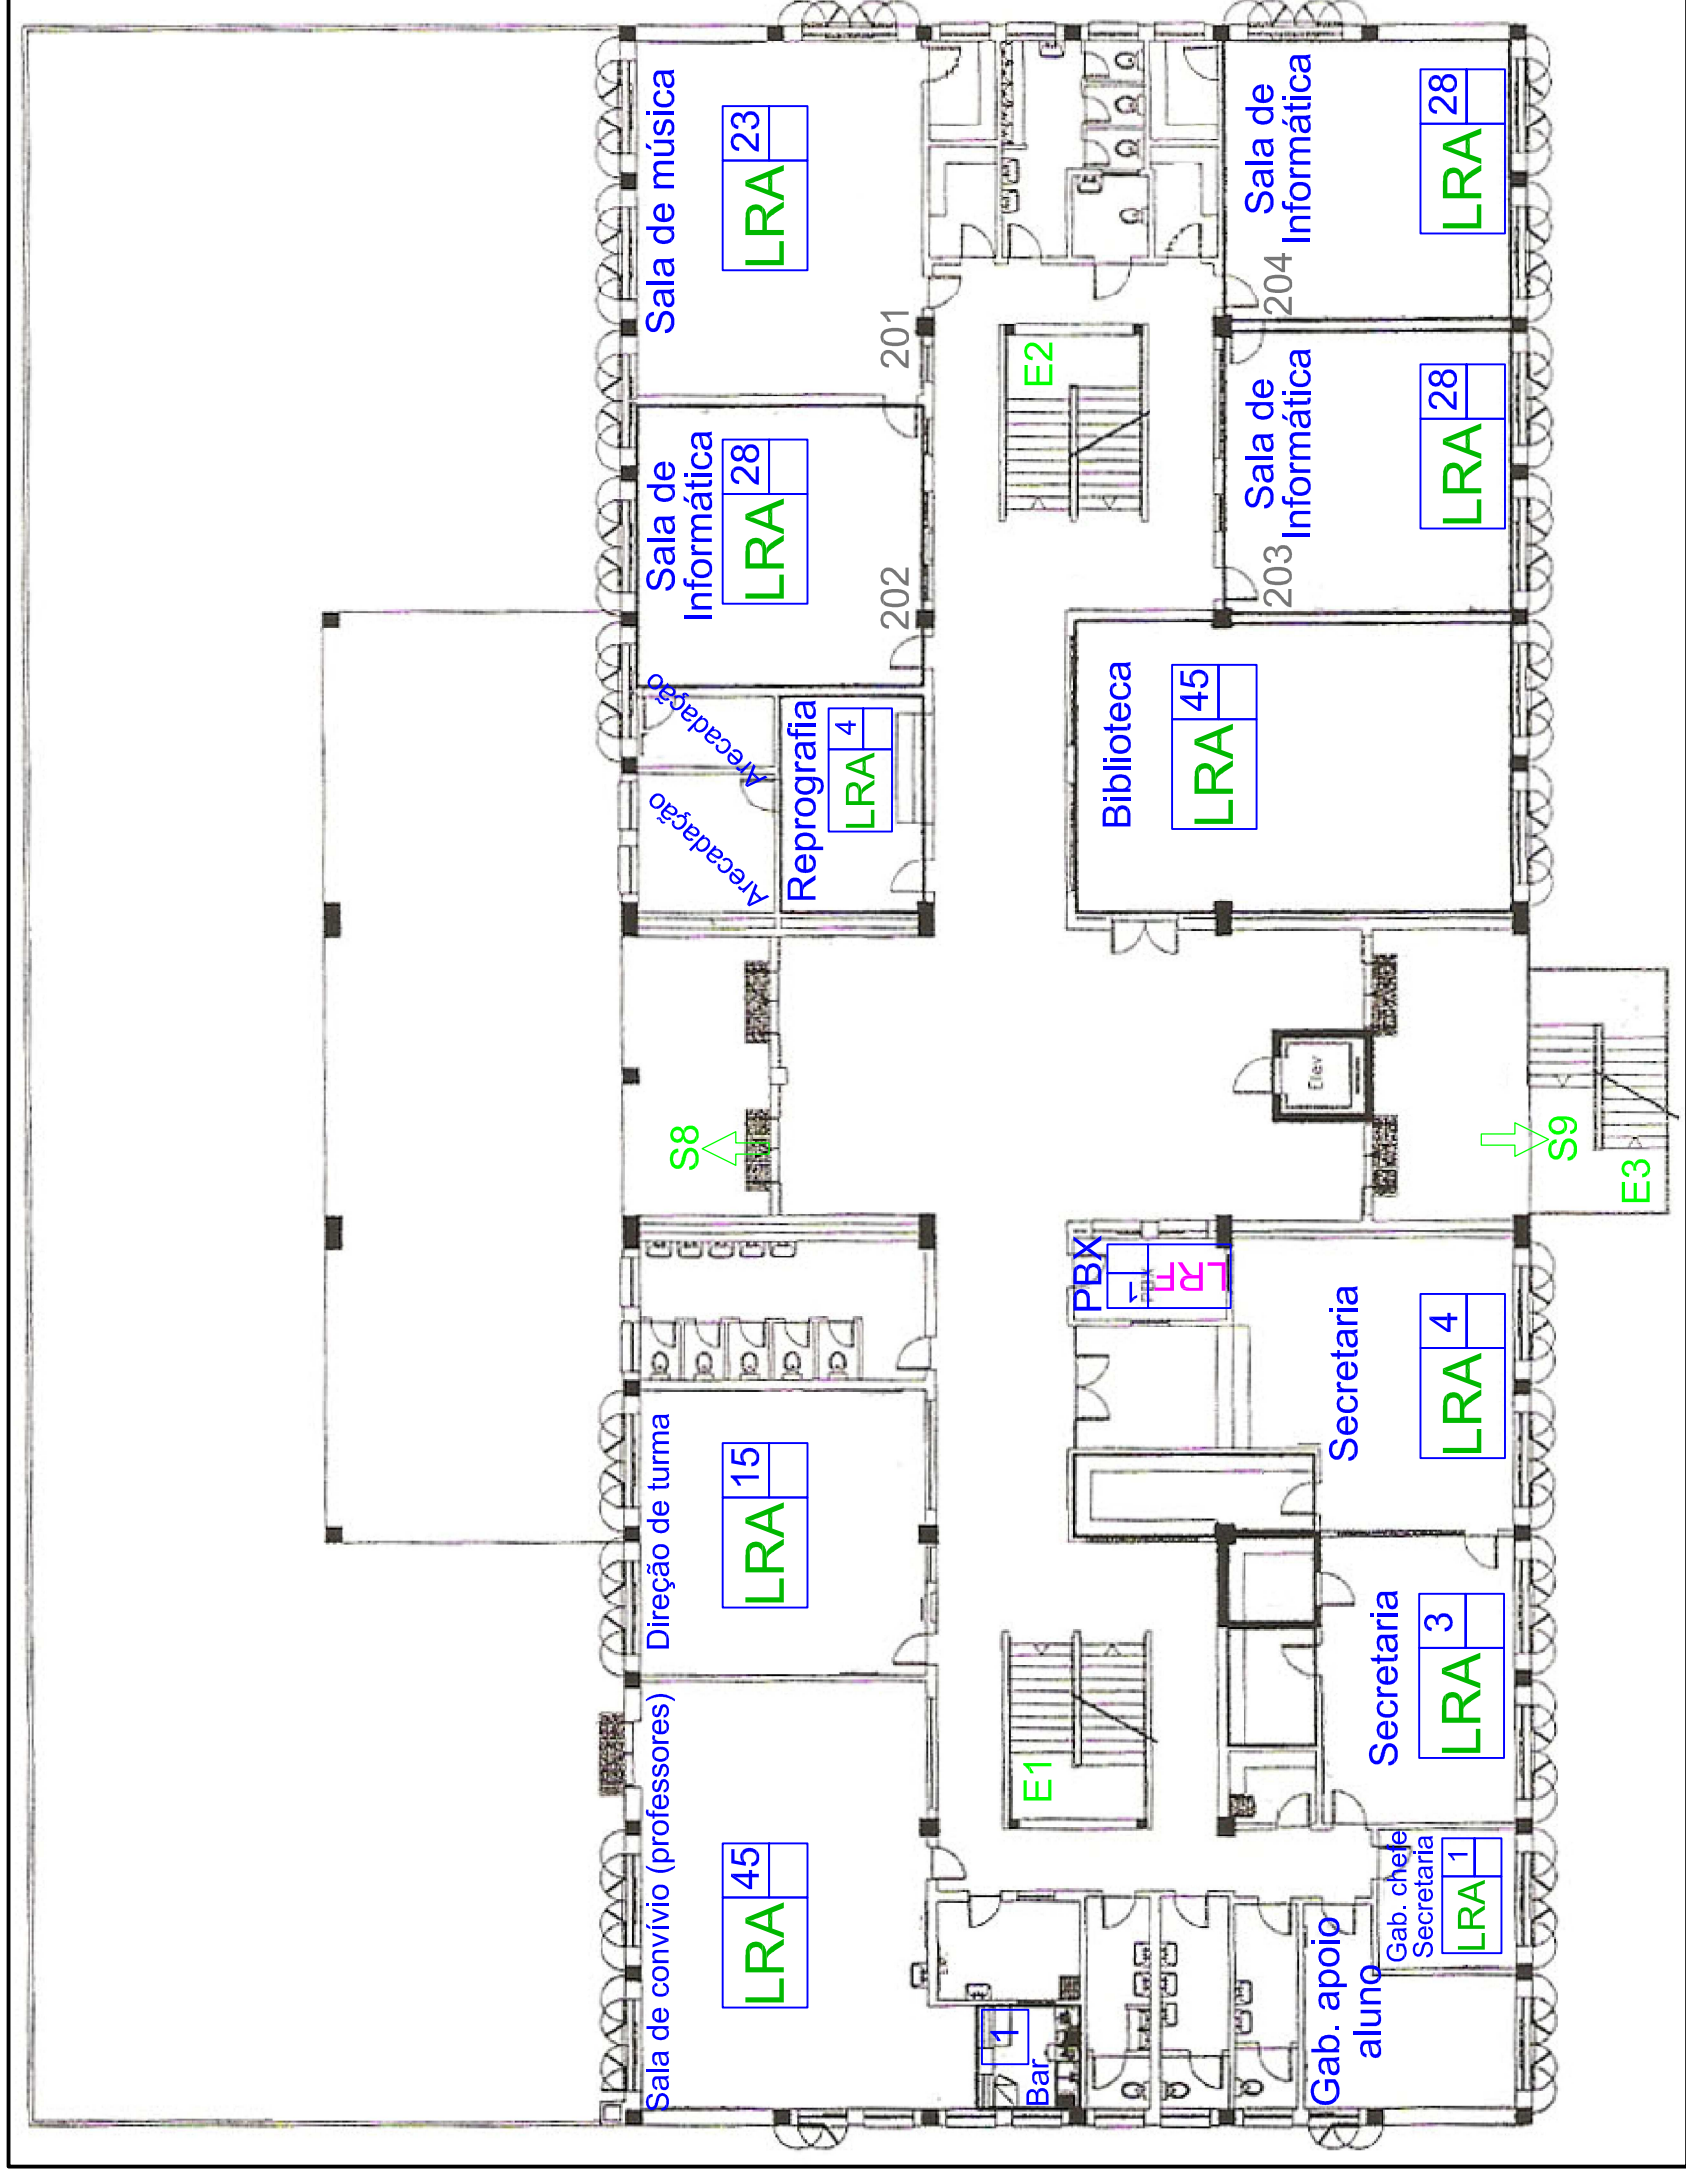 Sala de convívio (professores)
45
LRA
Direção de turma
15
LRA
S8
Arecadação
Arecadação
Reprografia
4
LRA
Sala de
Informática
28
LRA
202
Sala de música
23
LRA
201
Bar
1
E1
E2
PBX
1
LRF
Biblioteca
45
LRA
Elev
Gab. apoio
aluno
Gab. chefe
Secretaria
1
LRA
Secretaria
3
LRA
Secretaria
4
LRA
S9
E3
203
Sala de
Informática
28
LRA
204
Sala de
Informática
28
LRA